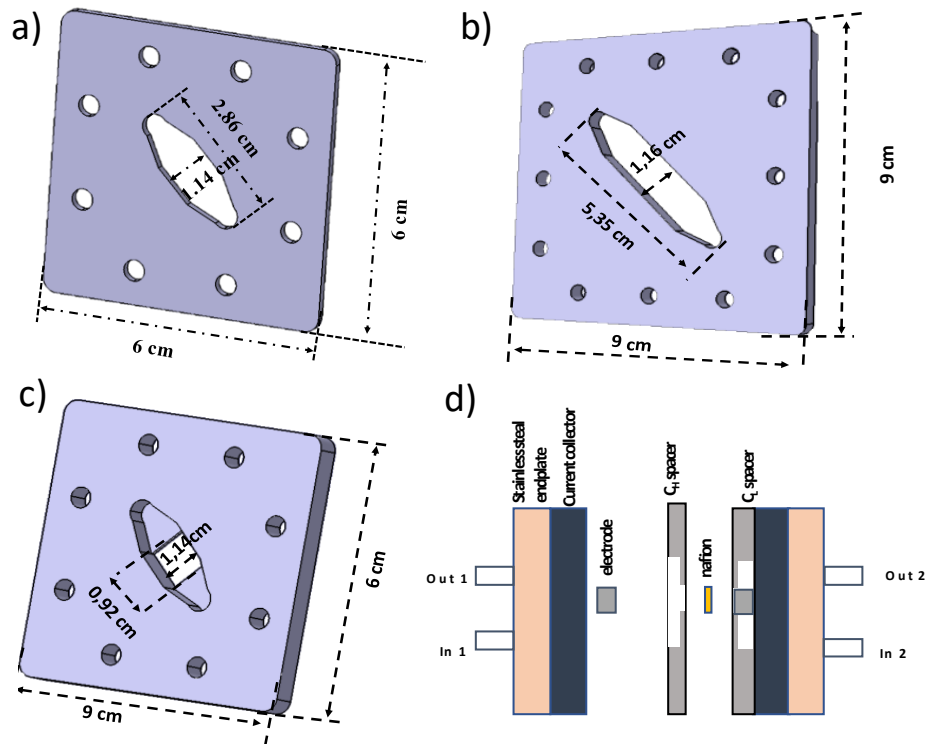 a)
2.86 cm
1.14 cm
6 cm
6 cm
b)
1,16 cm
5,35 cm
9 cm
9 cm
c)
1,14cm
0,92 cm
6 cm
9 cm
d)
Stainless steal
endplate
Current collector
electrode
CH spacer
nafion
CL spacer
Out 1
In 1
Out 2
In 2